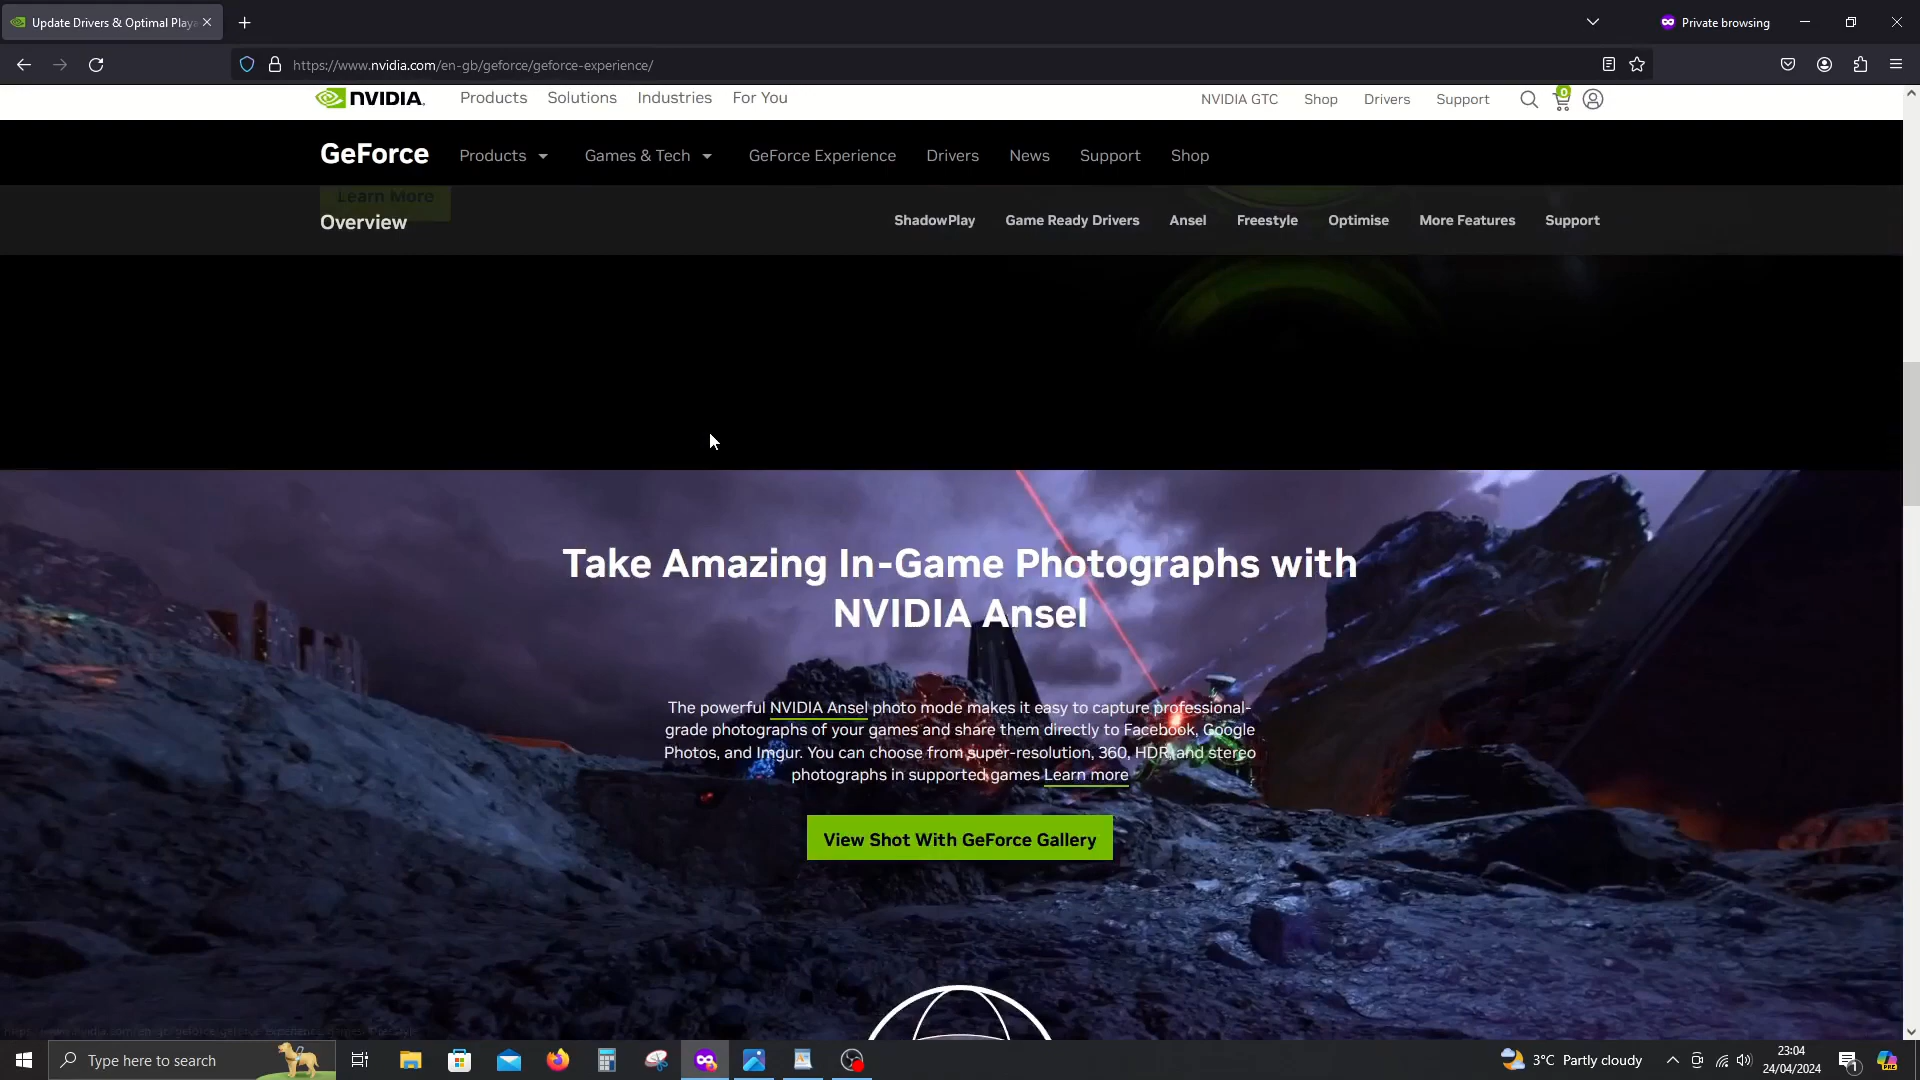 Update Drivers & Optimal Playa
Private browsing
https://www.nvidia.com/en-gb/geforce/geforce-experience/
NVIDIA.
Products
Solutions
Industries
For You
NVIDIA GTC
Shop
Drivers
Support
0
GeForce
Products
Games & Tech
GeForce Experience
Drivers
News
Support
Shop
Learn More
Overview
ShadowPlay
Game Ready Drivers
Ansel
Freestyle
Optimise
More Features
Support
Take Amazing In-Game Photographs with
NVIDIA Ansel
The powerful NVIDIA Ansel photo mode makes it easy to capture professional-
grade photographs of your games and share them directly to Facebook, Google
Photos, and Imgur. You can choose from super-resolution, 360, HDR, and stereo
photographs in supported games Learn more
View Shot With GeForce Gallery
Type here to search
3°C Partly cloudy
23:04
24/04/2024
1
PRE